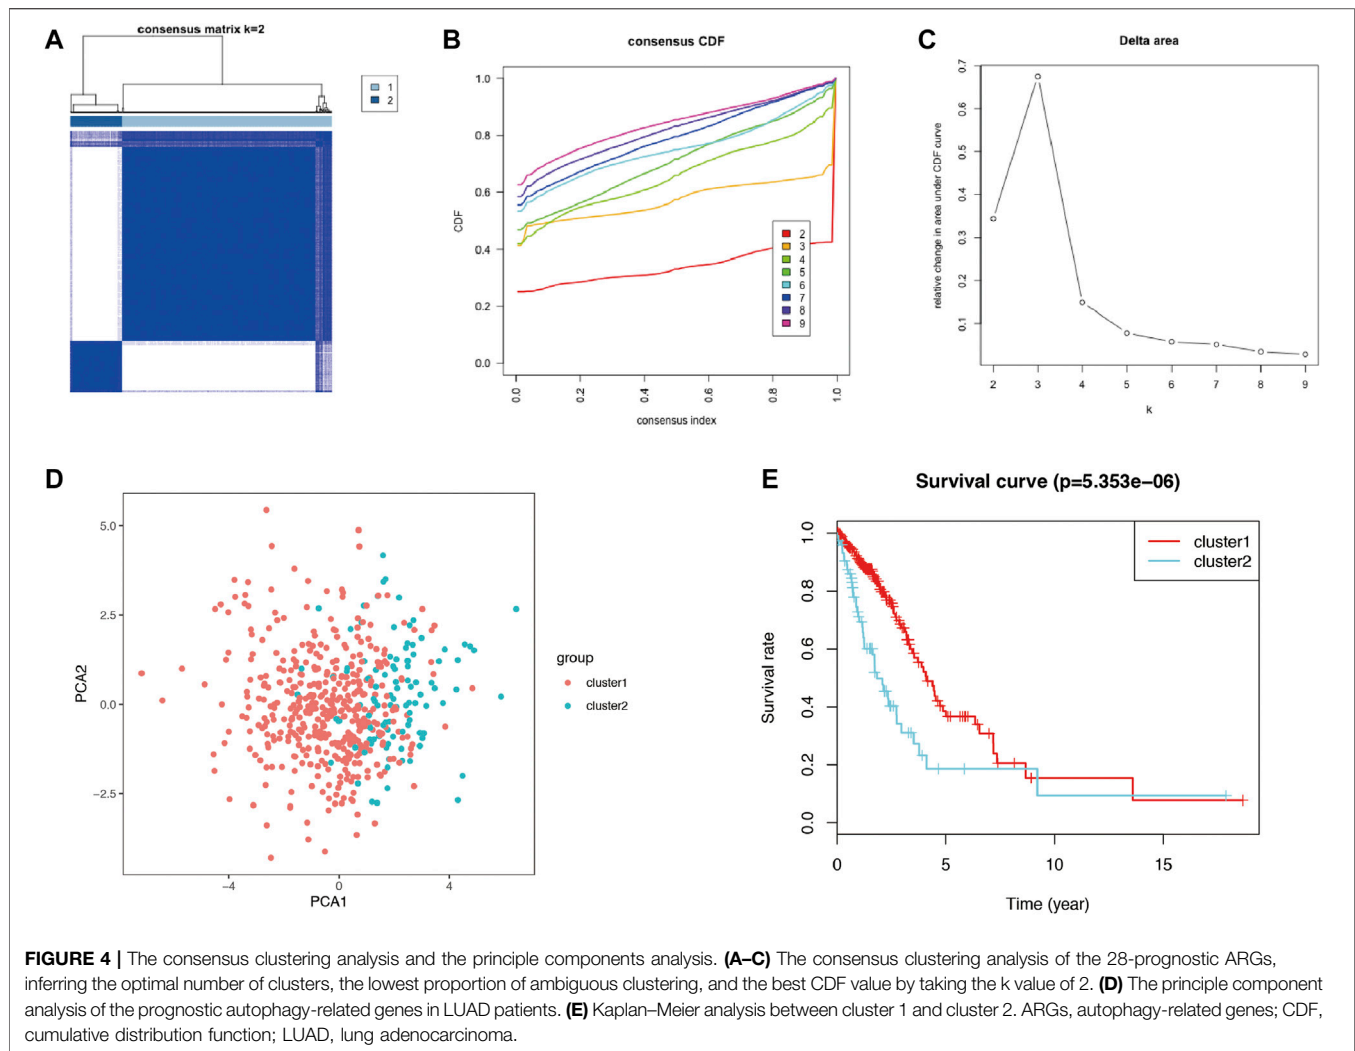 A
consensus matrix k=2
1
2
B
consensus CDF
CDF
1.0
0.8
0.6
0.4
0.2
0.0
0.0
0.2
0.4
0.6
0.8
1.0
consensus index
2
3
4
5
6
7
8
9
C
Delta area
relative change in area under CDF curve
0.7
0.6
0.5
0.4
0.3
0.2
0.1
2 3 4 5 6 7 8 9
k
D
PCA2
5.0
2.5
0.0
−2.5
−4 0 4
PCA1
group
cluster1
cluster2
E
Survival curve (p=5.353e−06)
Survival rate
1.0
0.8
0.6
0.4
0.2
0.0
0 5 10 15
Time (year)
cluster1
cluster2
FIGURE 4 | The consensus clustering analysis and the principle components analysis. (A–C) The consensus clustering analysis of the 28-prognostic ARGs,
inferring the optimal number of clusters, the lowest proportion of ambiguous clustering, and the best CDF value by taking the k value of 2. (D) The principle component
analysis of the prognostic autophagy-related genes in LUAD patients. (E) Kaplan–Meier analysis between cluster 1 and cluster 2. ARGs, autophagy-related genes; CDF,
cumulative distribution function; LUAD, lung adenocarcinoma.